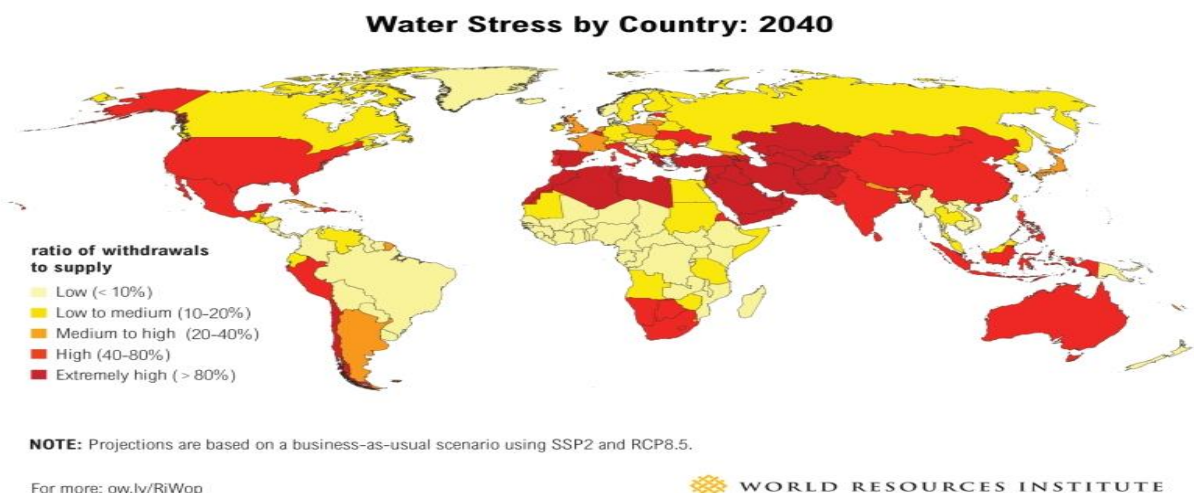 Water Stress by Country: 2040
ratio of withdrawals
to supply
Low (< 10%)
Low to medium (10-20%)
Medium to high (20-40%)
High (40-80%)
Extremely high (> 80%)
NOTE: Projections are based on a business-as-usual scenario using SSP2 and RCP8.5.
For more: ow.ly/RiWop
WORLD RESOURCES INSTITUTE